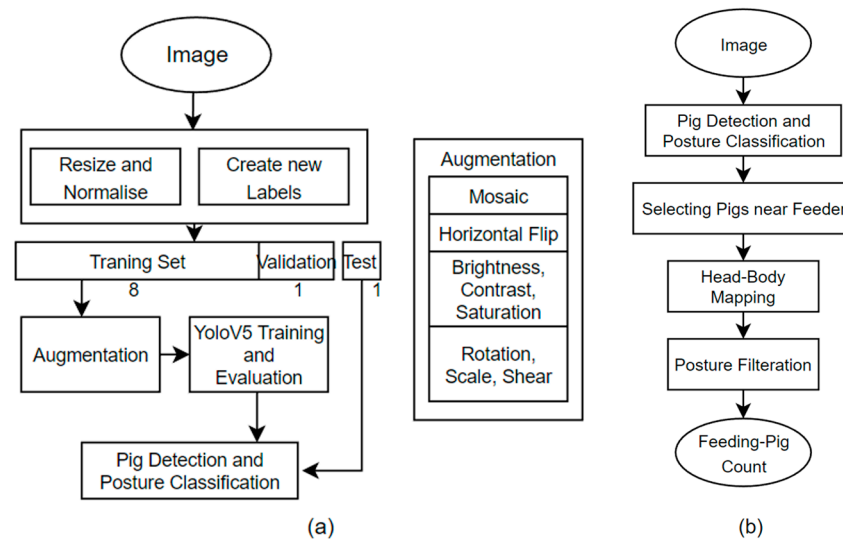 Image
Resize and
Normalise
Create new
Labels
Traning Set
Validation
Test
8
1
1
Augmentation
YoloV5 Training
and
Evaluation
Pig Detection and
Posture Classification
(a)
Augmentation
Mosaic
Horizontal Flip
Brightness,
Contrast,
Saturation
Rotation,
Scale, Shear
Image
Pig Detection and
Posture Classification
Selecting Pigs near Feeder
Head-Body
Mapping
Posture Filteration
Feeding-Pig
Count
(b)